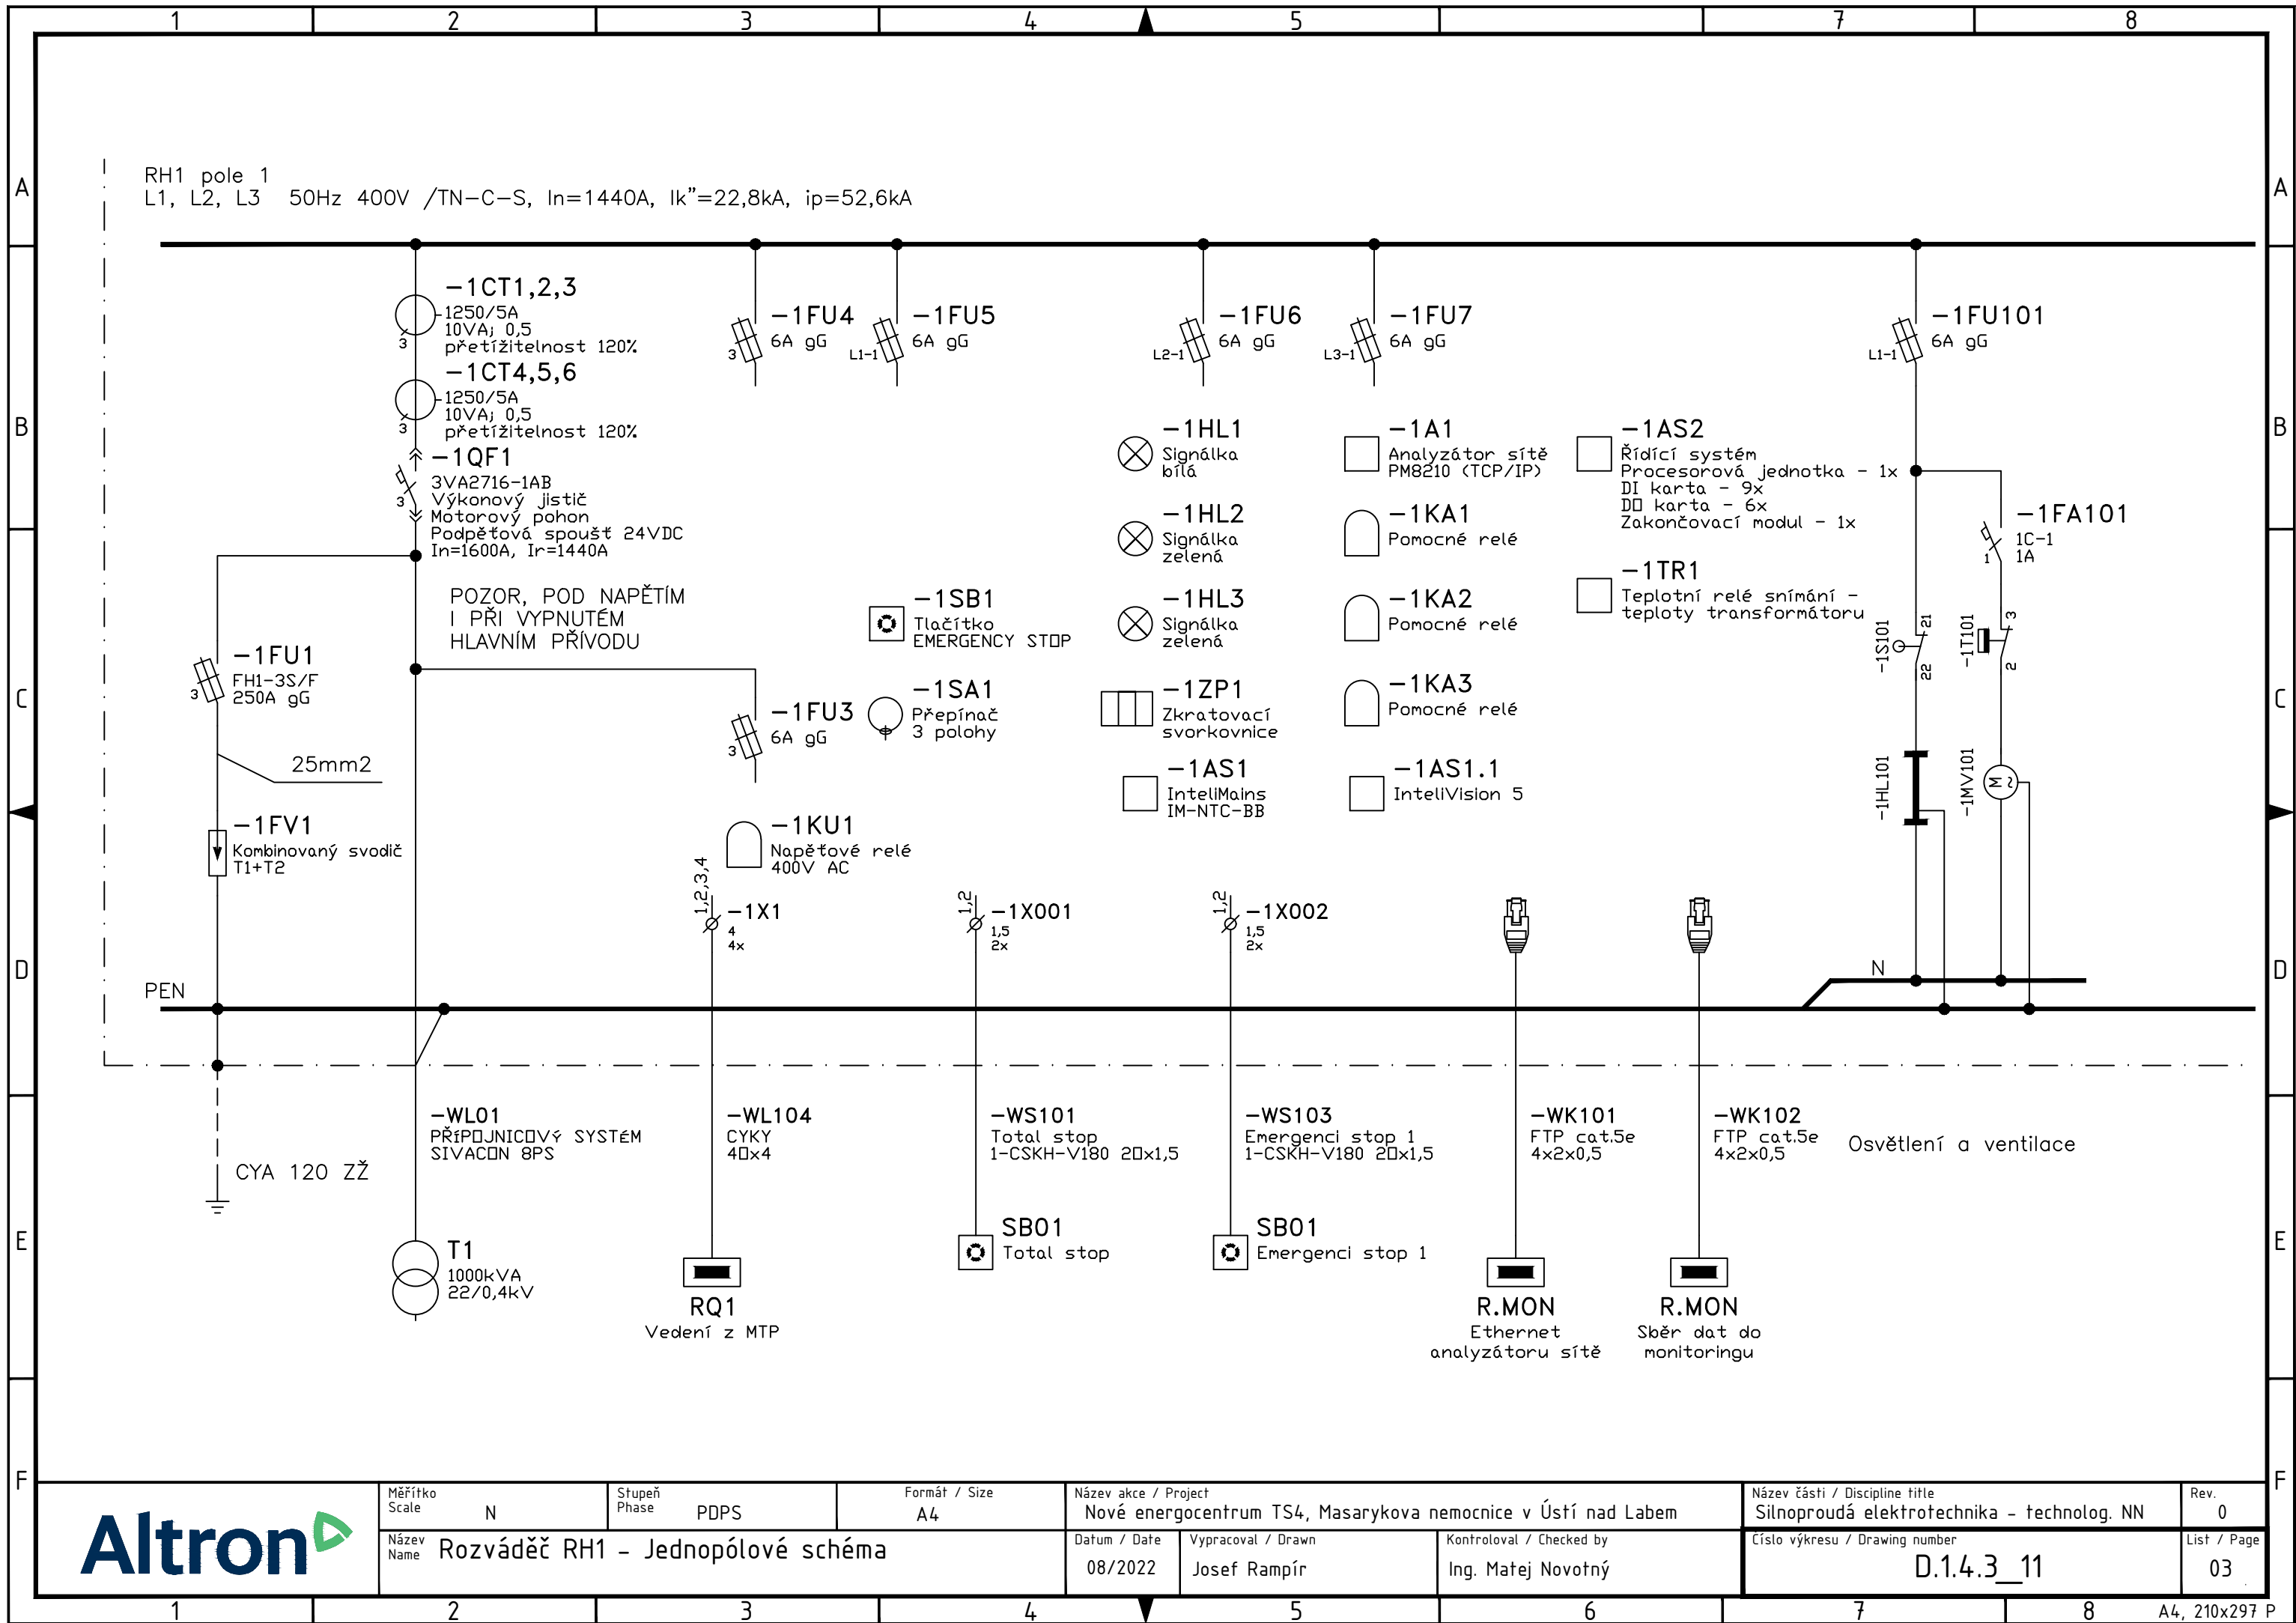 1 2 3 4 5 7 8
A A
B B
C C
D D
E E
F F
RH1 pole 1
L1, L2, L3 50Hz 400V /TN-C-S, In=1440A, Ik"=22,8kA, ip=52,6kA
-1CT1,2,3
1250/5A
10VA; 0,5
přetížitelnost 120%
3
-1CT4,5,6
1250/5A
10VA; 0,5
přetížitelnost 120%
3
-1QF1
3VA2716-1AB
Výkonový jistič
Motorový pohon
Podpěťová spoušť 24VDC
In=1600A, Ir=1440A
3
POZOR, POD NAPĚTÍM
I PŘI VYPNUTÉM
HLAVNÍM PŘÍVODU
-1FU1
FH1-3S/F
250A gG
3
25mm2
-1FV1
Kombinovaný svodič
T1+T2
-1FU4
6A gG
3
-1FU5
6A gG
L1-1
-1FU6
6A gG
L2-1
-1FU7
6A gG
L3-1
-1FU101
6A gG
L1-1
-1FU3
6A gG
3
-1KU1
Napěťové relé
400V AC
-1SB1
Tlačítko
EMERGENCY STOP
-1SA1
Přepínač
3 polohy
-1HL1
Signálka
bílá
-1HL2
Signálka
zelená
-1HL3
Signálka
zelená
-1ZP1
Zkratovací
svorkovnice
-1AS1
InteliMains
IM-NTC-BB
-1A1
Analyzátor sítě
PM8210 (TCP/IP)
-1KA1
Pomocné relé
-1KA2
Pomocné relé
-1KA3
Pomocné relé
-1AS1.1
InteliVision 5
-1AS2
Řídící systém
Procesorová jednotka - 1x
DI karta - 9x
DO karta - 6x
Zakončovací modul - 1x
-1TR1
Teplotní relé snímání -
teploty transformátoru
-1FA101
1C-1
1A
1
-1S101
21
22
-1T101
3
2
-1HL101
-1MV101
M
~
1,2,3,4
-1X1
4
4x
1,2
-1X001
1,5
2x
1,2
-1X002
1,5
2x
N
PEN
CYA 120 ZŽ
-WL01
PŘÍPOJNICOVÝ SYSTÉM
SIVACON 8PS
-WL104
CYKY
4Ox4
-WS101
Total stop
1-CSKH-V180 2Ox1,5
-WS103
Emergenci stop 1
1-CSKH-V180 2Ox1,5
-WK101
FTP cat.5e
4x2x0,5
-WK102
FTP cat.5e
4x2x0,5
Osvětlení a ventilace
T1
1000kVA
22/0,4kV
RQ1
Vedení z MTP
SB01
Total stop
SB01
Emergenci stop 1
R.MON
Ethernet
analyzátoru sítě
R.MON
Sběr dat do
monitoringu
Altron
Měřítko
Scale
N
Stupeň
Phase
PDPS
Formát / Size
A4
Název akce / Project
Nové energocentrum TS4, Masarykova nemocnice v Ústí nad Labem
Název části / Discipline title
Silnoproudá elektrotechnika - technolog. NN
Rev.
0
Název
Name
Rozváděč RH1 - Jednopólové schéma
Datum / Date
08/2022
Vypracoval / Drawn
Josef Rampír
Kontroloval / Checked by
Ing. Matej Novotný
Číslo výkresu / Drawing number
D.1.4.3__11
List / Page
03
1 2 3 4 5 6 7 8
A4, 210x297 P